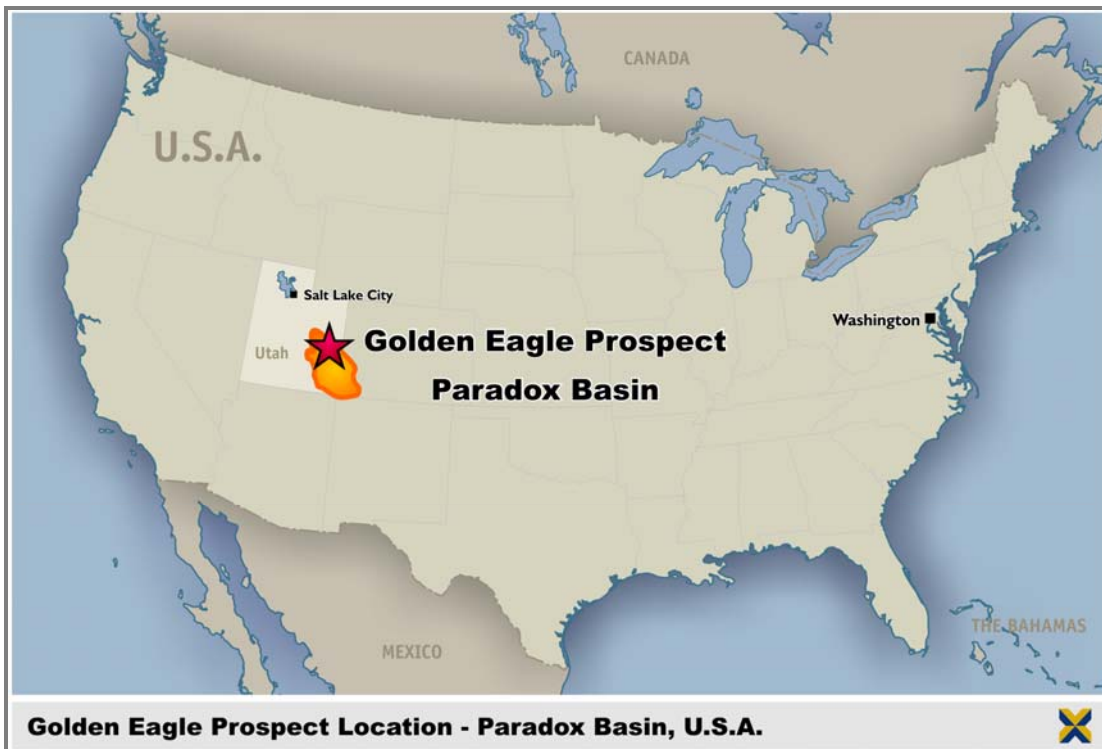 CANADA
U.S.A.
Salt Lake City
Washington
Golden Eagle Prospect
Utah
Paradox Basin
THE BAHAMAS
MEXICO
Golden Eagle Prospect Location - Paradox Basin, U.S.A.